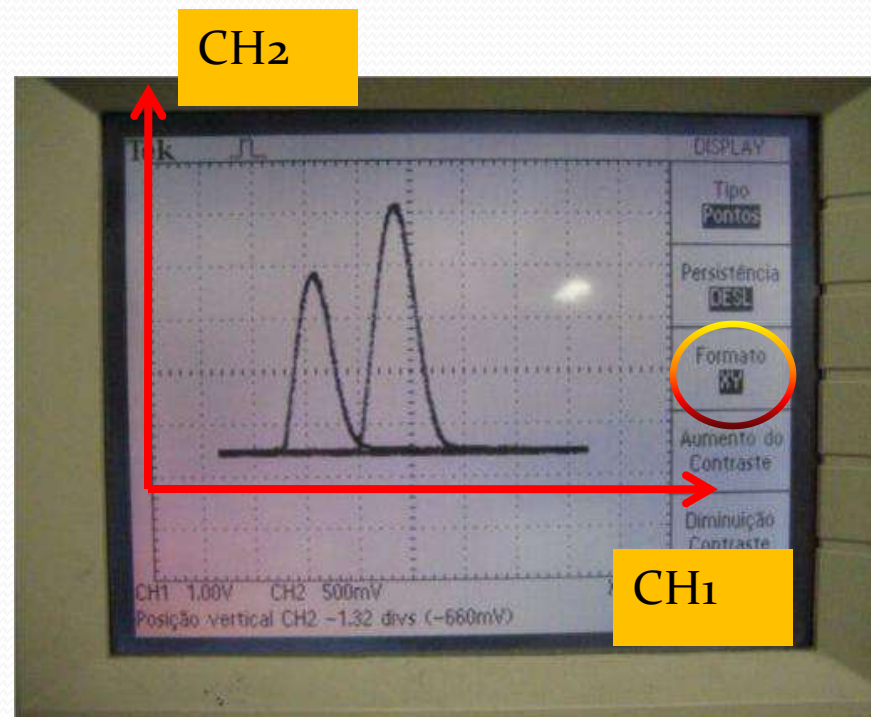 CH2
Tek
DISPLAY
Tipo
Pontos
Persistência
DESL
Formato
XY
Aumento do
Contraste
Diminuição
Contraste
CH1 1.00V CH2 500mV
Posição vertical CH2 -1.32 divs (-660mV)
CH1